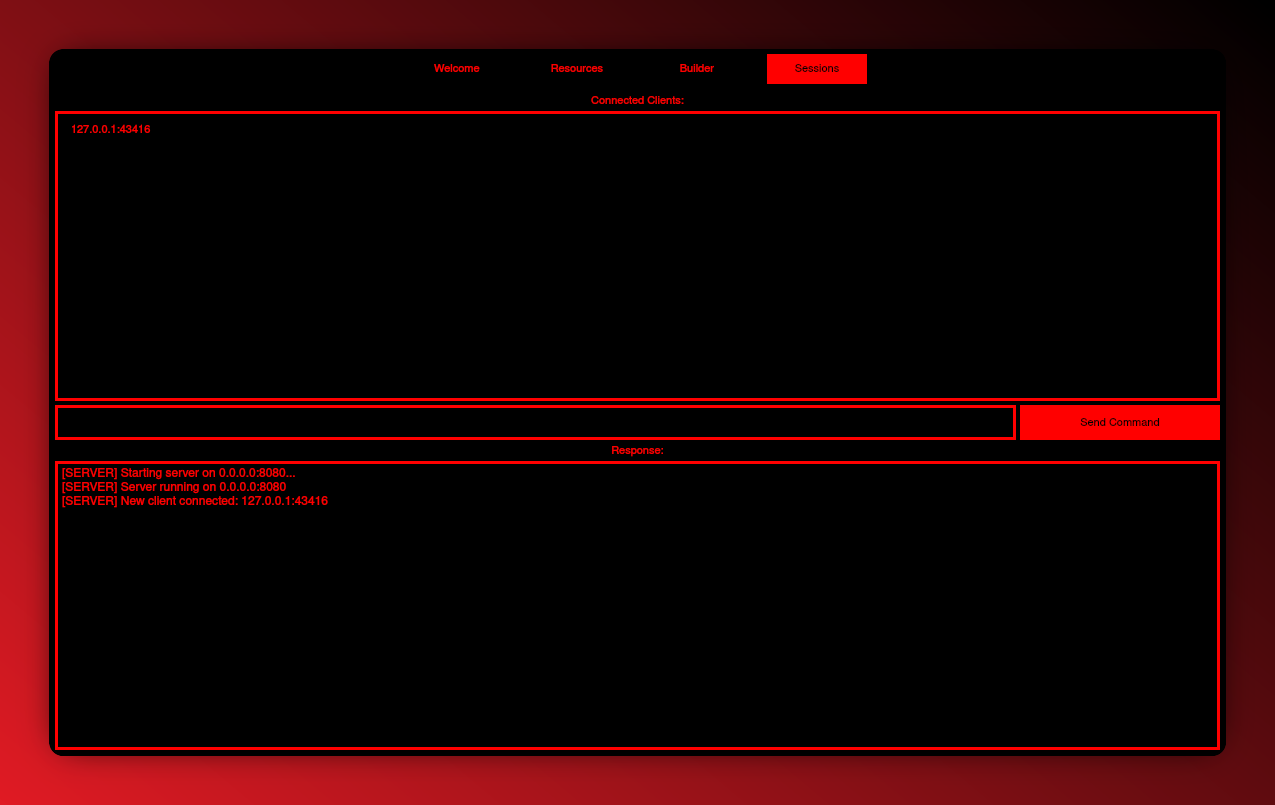 Welcome Resources Builder Sessions
Connected Clients:
127.0.0.1:43416
Send Command
Response:
[SERVER] Starting server on 0.0.0.0:8080...
[SERVER] Server running on 0.0.0.0:8080
[SERVER] New client connected: 127.0.0.1:43416